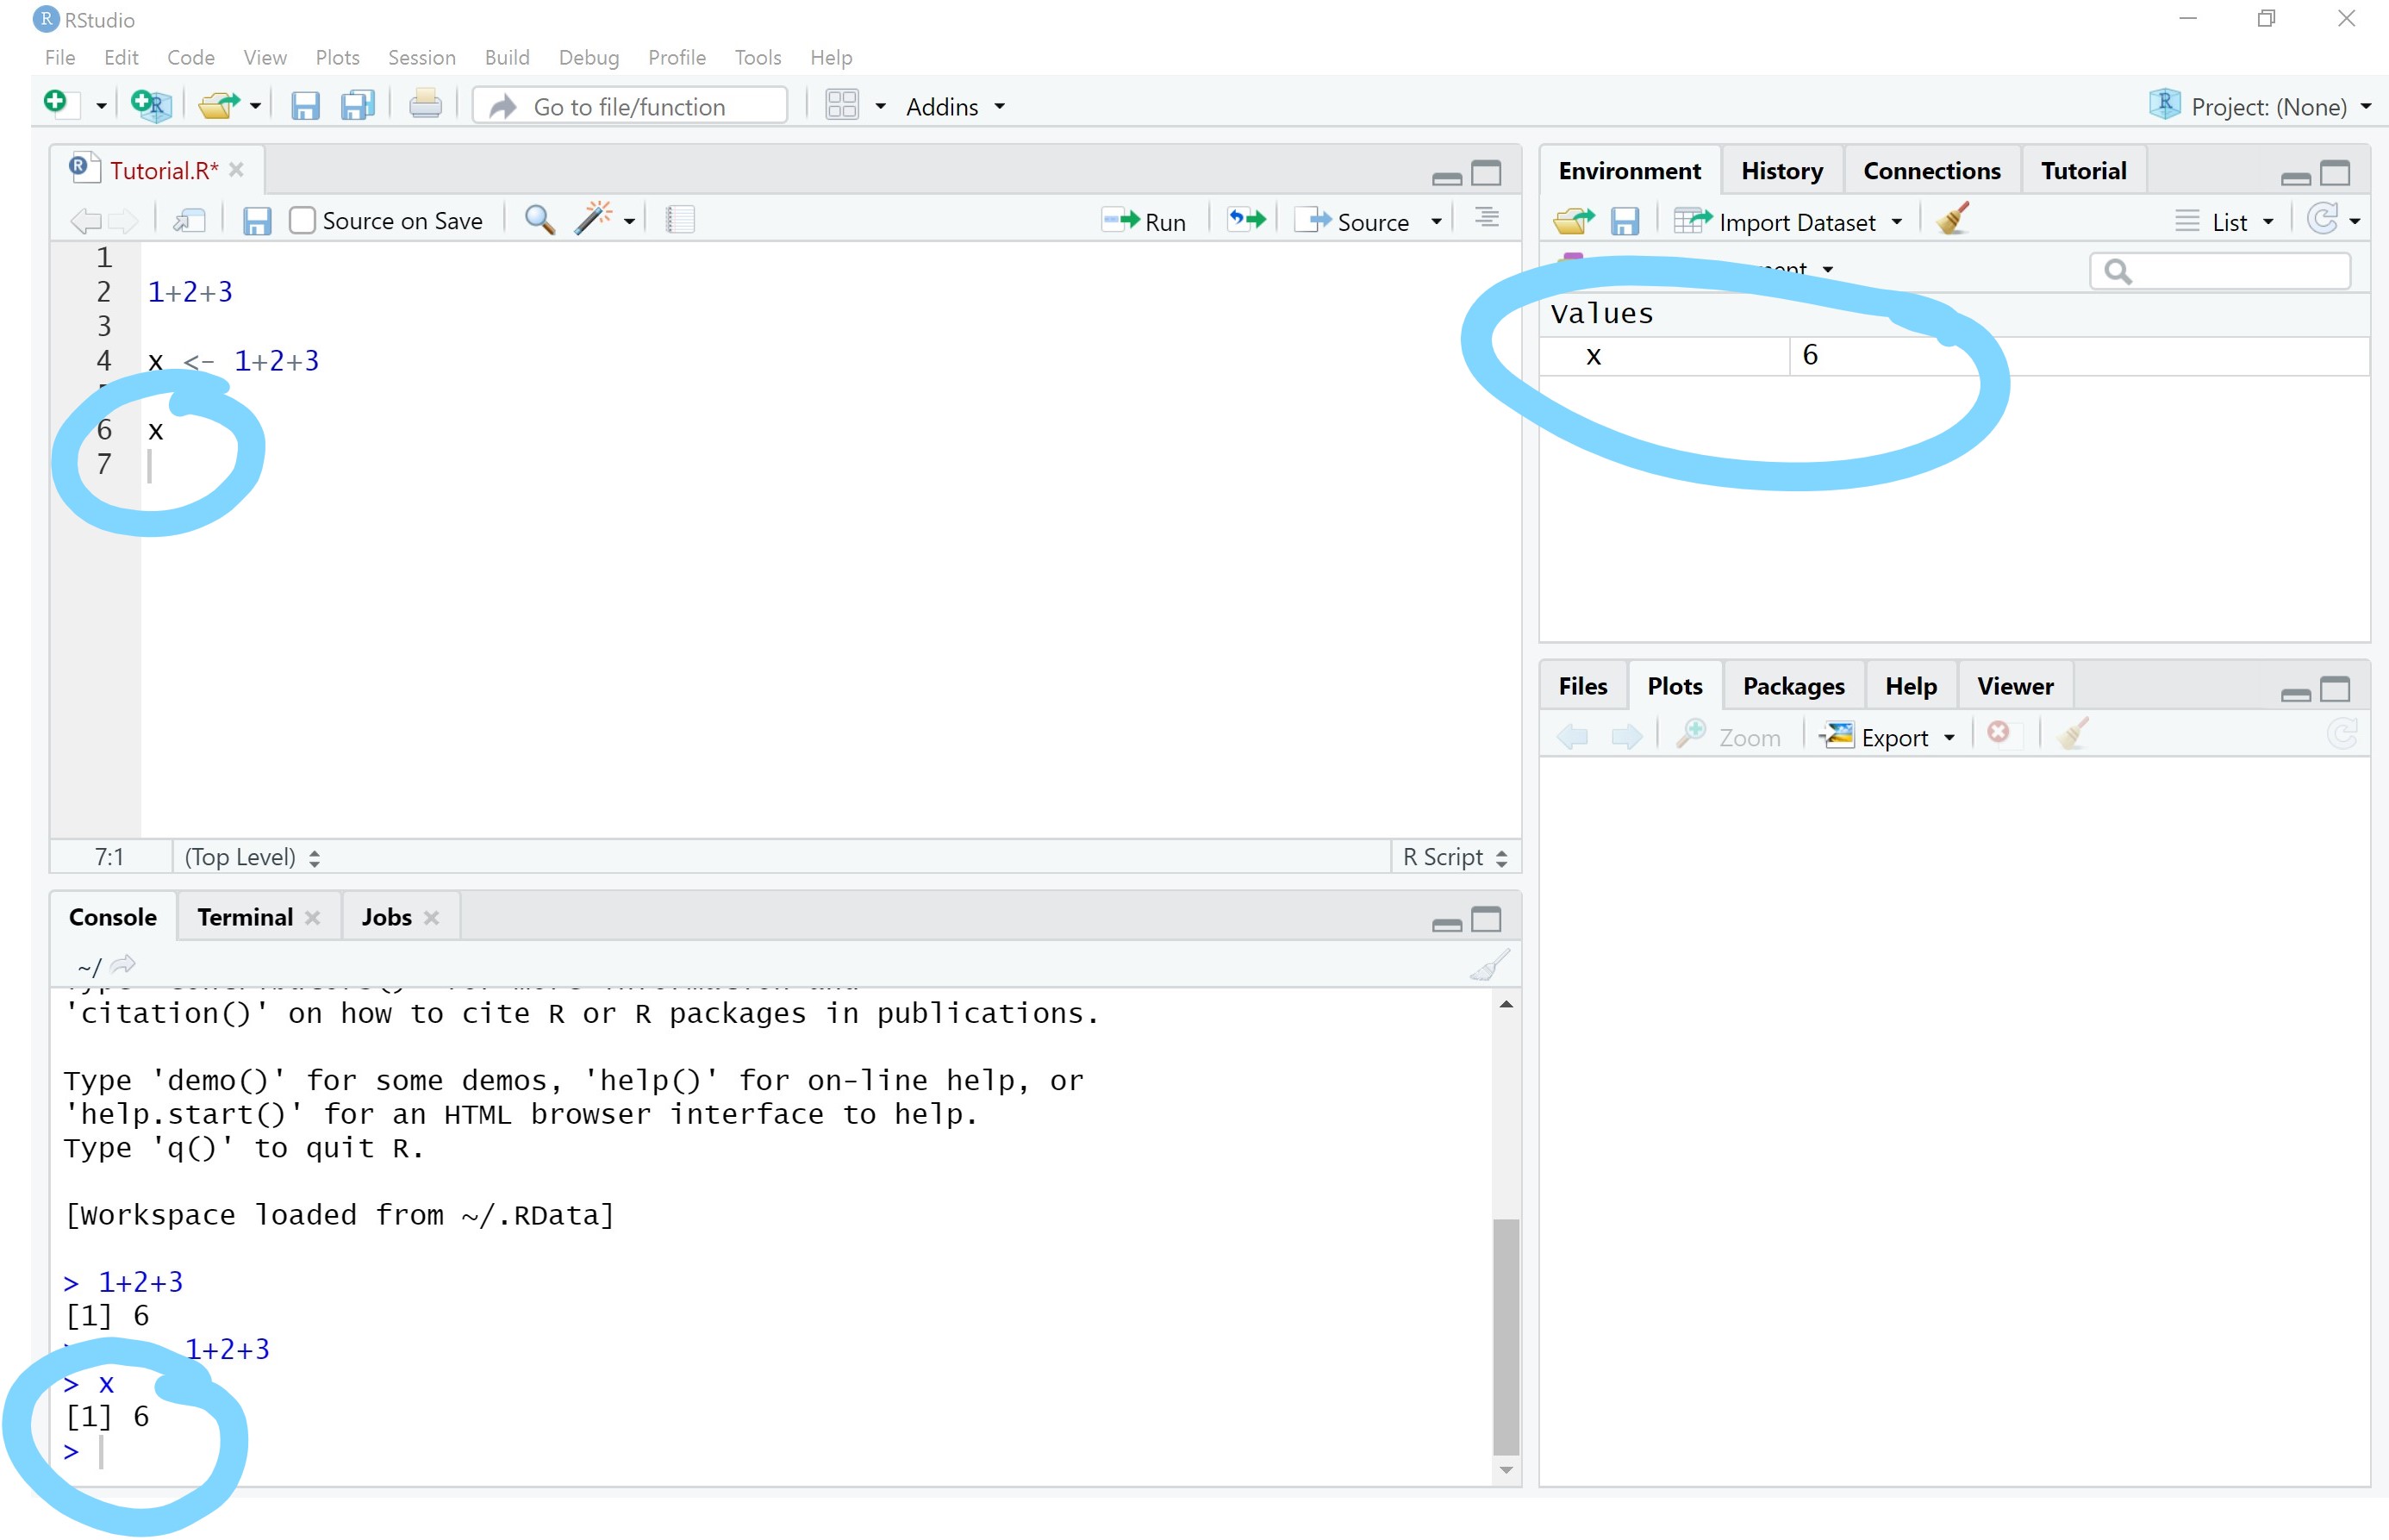 RStudio
File Edit Code View Plots Session Build Debug Profile Tools Help
Go to file/function Addins Project: (None)
Tutorial.R*
Source on Save Run Source
1
2 1+2+3
3
4 x <- 1+2+3
6 x
7
7:1 (Top Level) R Script
Console Terminal Jobs
~/
'citation()' on how to cite R or R packages in publications.
Type 'demo()' for some demos, 'help()' for on-line help, or
'help.start()' for an HTML browser interface to help.
Type 'q()' to quit R.
[Workspace loaded from ~/.RData]
> 1+2+3
[1] 6
1+2+3
> x
[1] 6
>
Environment History Connections Tutorial
Import Dataset List
Values
x 6
Files Plots Packages Help Viewer
Zoom Export